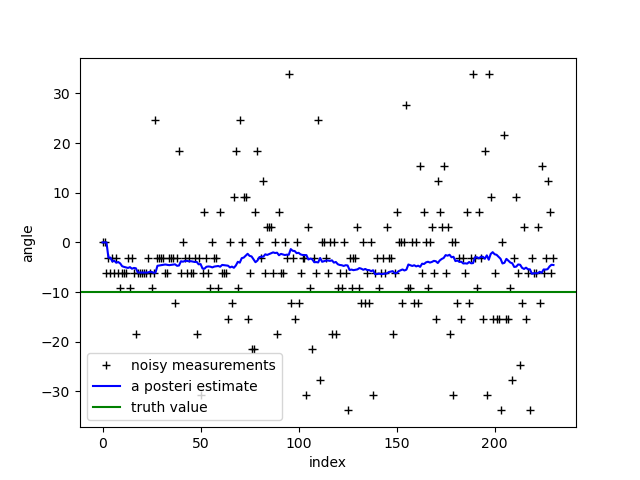 30
20
10
0
−10
−20
−30
angle
noisy measurements
a posteri estimate
truth value
0 50 100 150 200
index